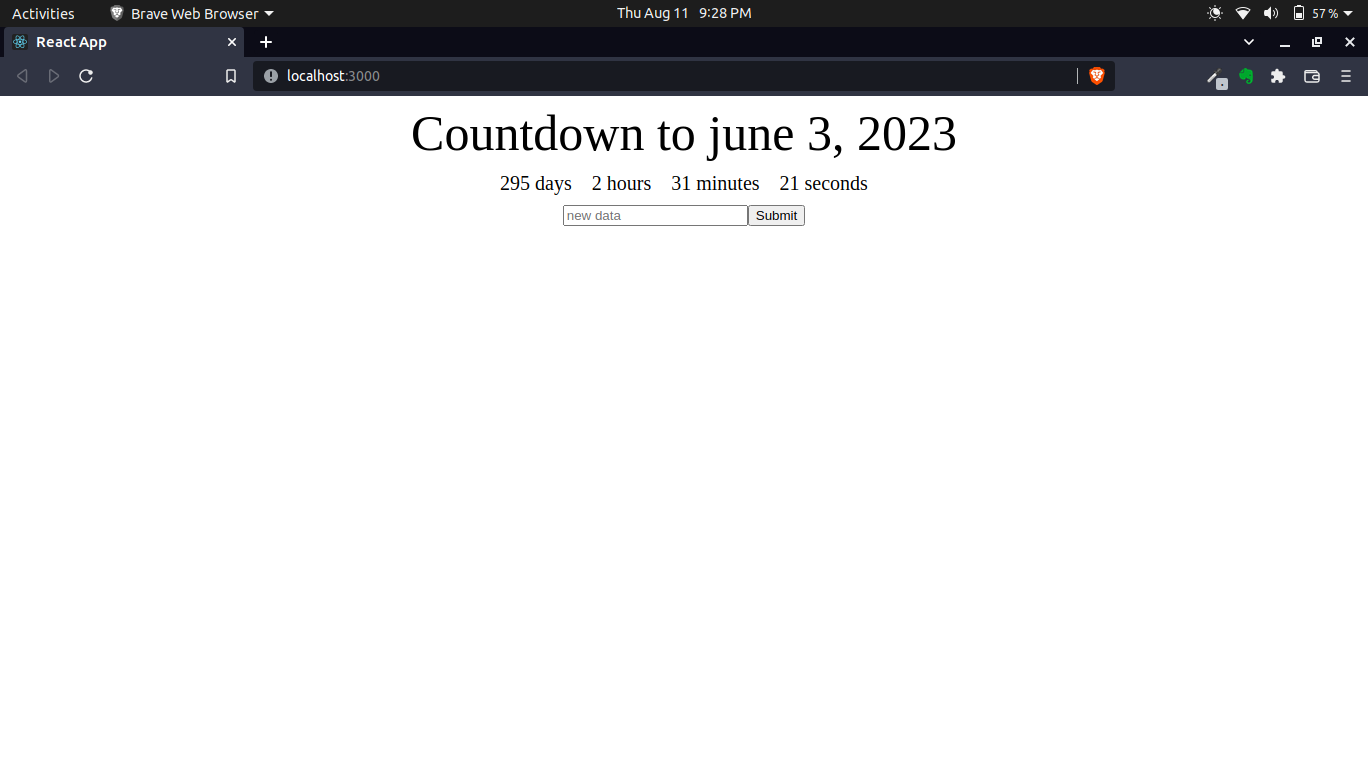 Activities Brave Web Browser Thu Aug 11 9:28 PM 57 %
React App
localhost:3000
Countdown to june 3, 2023
295 days 2 hours 31 minutes 21 seconds
new data Submit